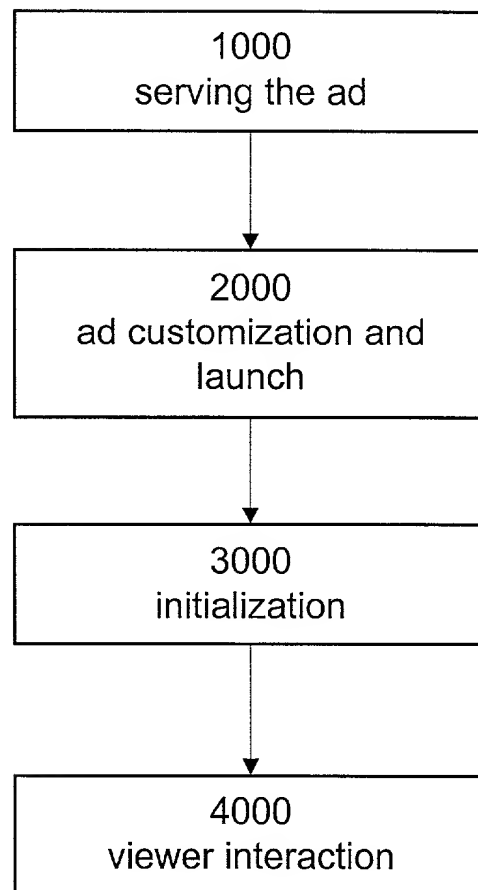 1000
serving the ad
2000
ad customization and
launch
3000
initialization
4000
viewer interaction